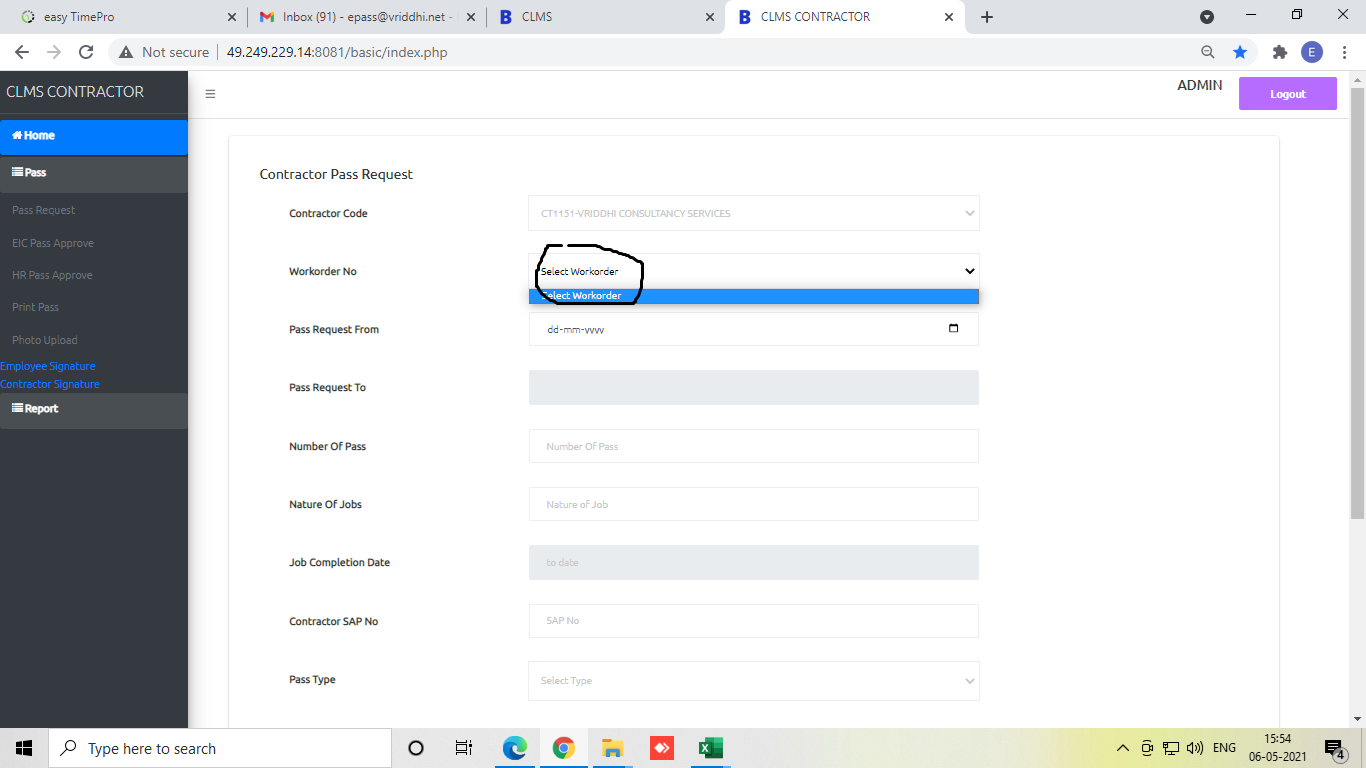 easy TimePro
Inbox (91) - epass@vriddhi.net -
CLMS
CLMS CONTRACTOR
Not secure
49.249.229.14:8081/basic/index.php
E
CLMS CONTRACTOR
ADMIN
Logout
Home
Pass
Pass Request
EIC Pass Approve
HR Pass Approve
Print Pass
Photo Upload
Employee Signature
Contractor Signature
Report
Contractor Pass Request
Contractor Code
CT1151-VRIDDHI CONSULTANCY SERVICES
Workorder No
Select Workorder
Select Workorder
Pass Request From
dd-mm-yyyy
Pass Request To
Number Of Pass
Number Of Pass
Nature Of Jobs
Nature of Job
Job Completion Date
to date
Contractor SAP No
SAP No
Pass Type
Select Type
Type here to search
ENG
15:54
06-05-2021
4